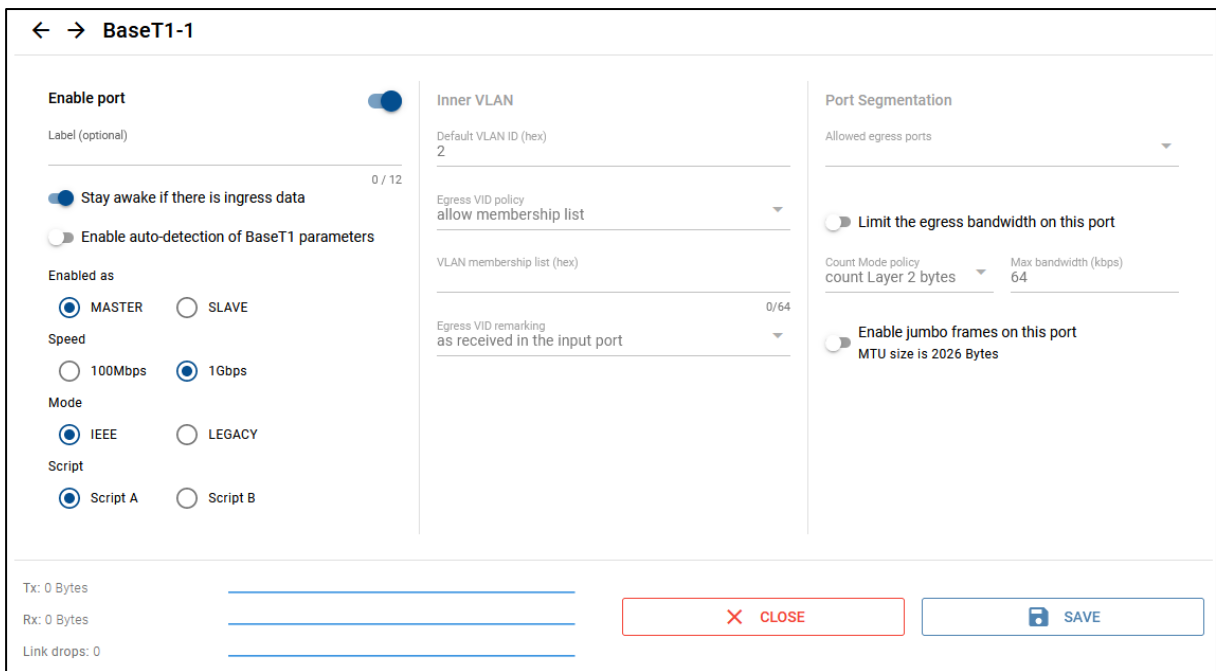 BaseT1-1
Enable port
Label (optional)
0 / 12
Stay awake if there is ingress data
Enable auto-detection of BaseT1 parameters
Enabled as
MASTER SLAVE
Speed
100Mbps 1Gbps
Mode
IEEE LEGACY
Script
Script A Script B
Inner VLAN
Default VLAN ID (hex)
2
Egress VID policy
allow membership list
VLAN membership list (hex)
0/64
Egress VID remarking
as received in the input port
Port Segmentation
Allowed egress ports
Limit the egress bandwidth on this port
Count Mode policy Max bandwidth (kbps)
count Layer 2 bytes 64
Enable jumbo frames on this port
MTU size is 2026 Bytes
Tx: 0 Bytes
Rx: 0 Bytes
Link drops: 0
CLOSE SAVE